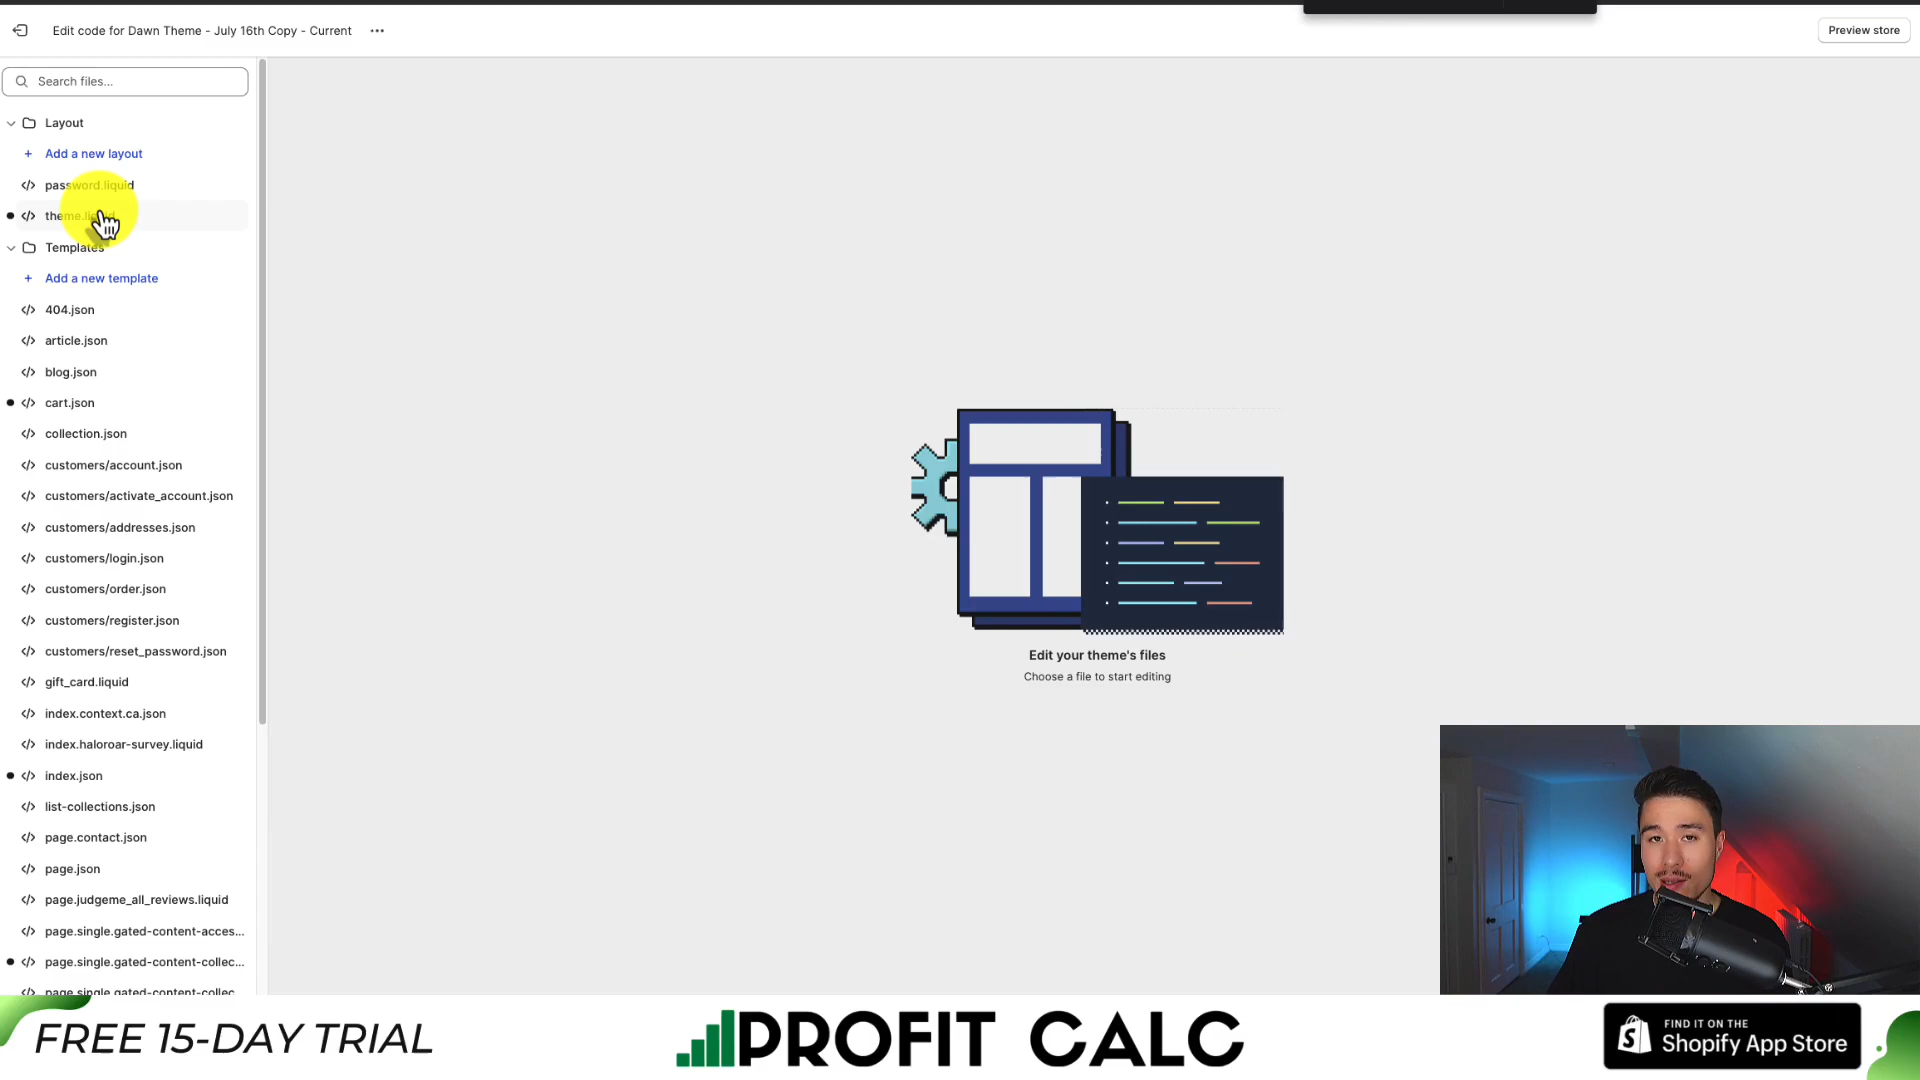 Edit code for Dawn Theme - July 16th Copy - Current
Preview store
Search files...
Layout
Add a new layout
password.liquid
Templates
Add a new template
404.json
article.json
blog.json
cart.json
collection.json
customers/account.json
customers/activate_account.json
customers/addresses.json
customers/login.json
customers/order.json
customers/register.json
customers/reset_password.json
gift_card.liquid
index.context.ca.json
index.haloroar-survey.liquid
index.json
list-collections.json
page.contact.json
page.json
page.judgeme_all_reviews.liquid
page.single.gated-content-acces...
page.single.gated-content-collec...
page.single.gated-content-collec
Edit your theme's files
Choose a file to start editing
FREE 15-DAY TRIAL
PROFIT CALC
FIND IT ON THE
Shopify App Store